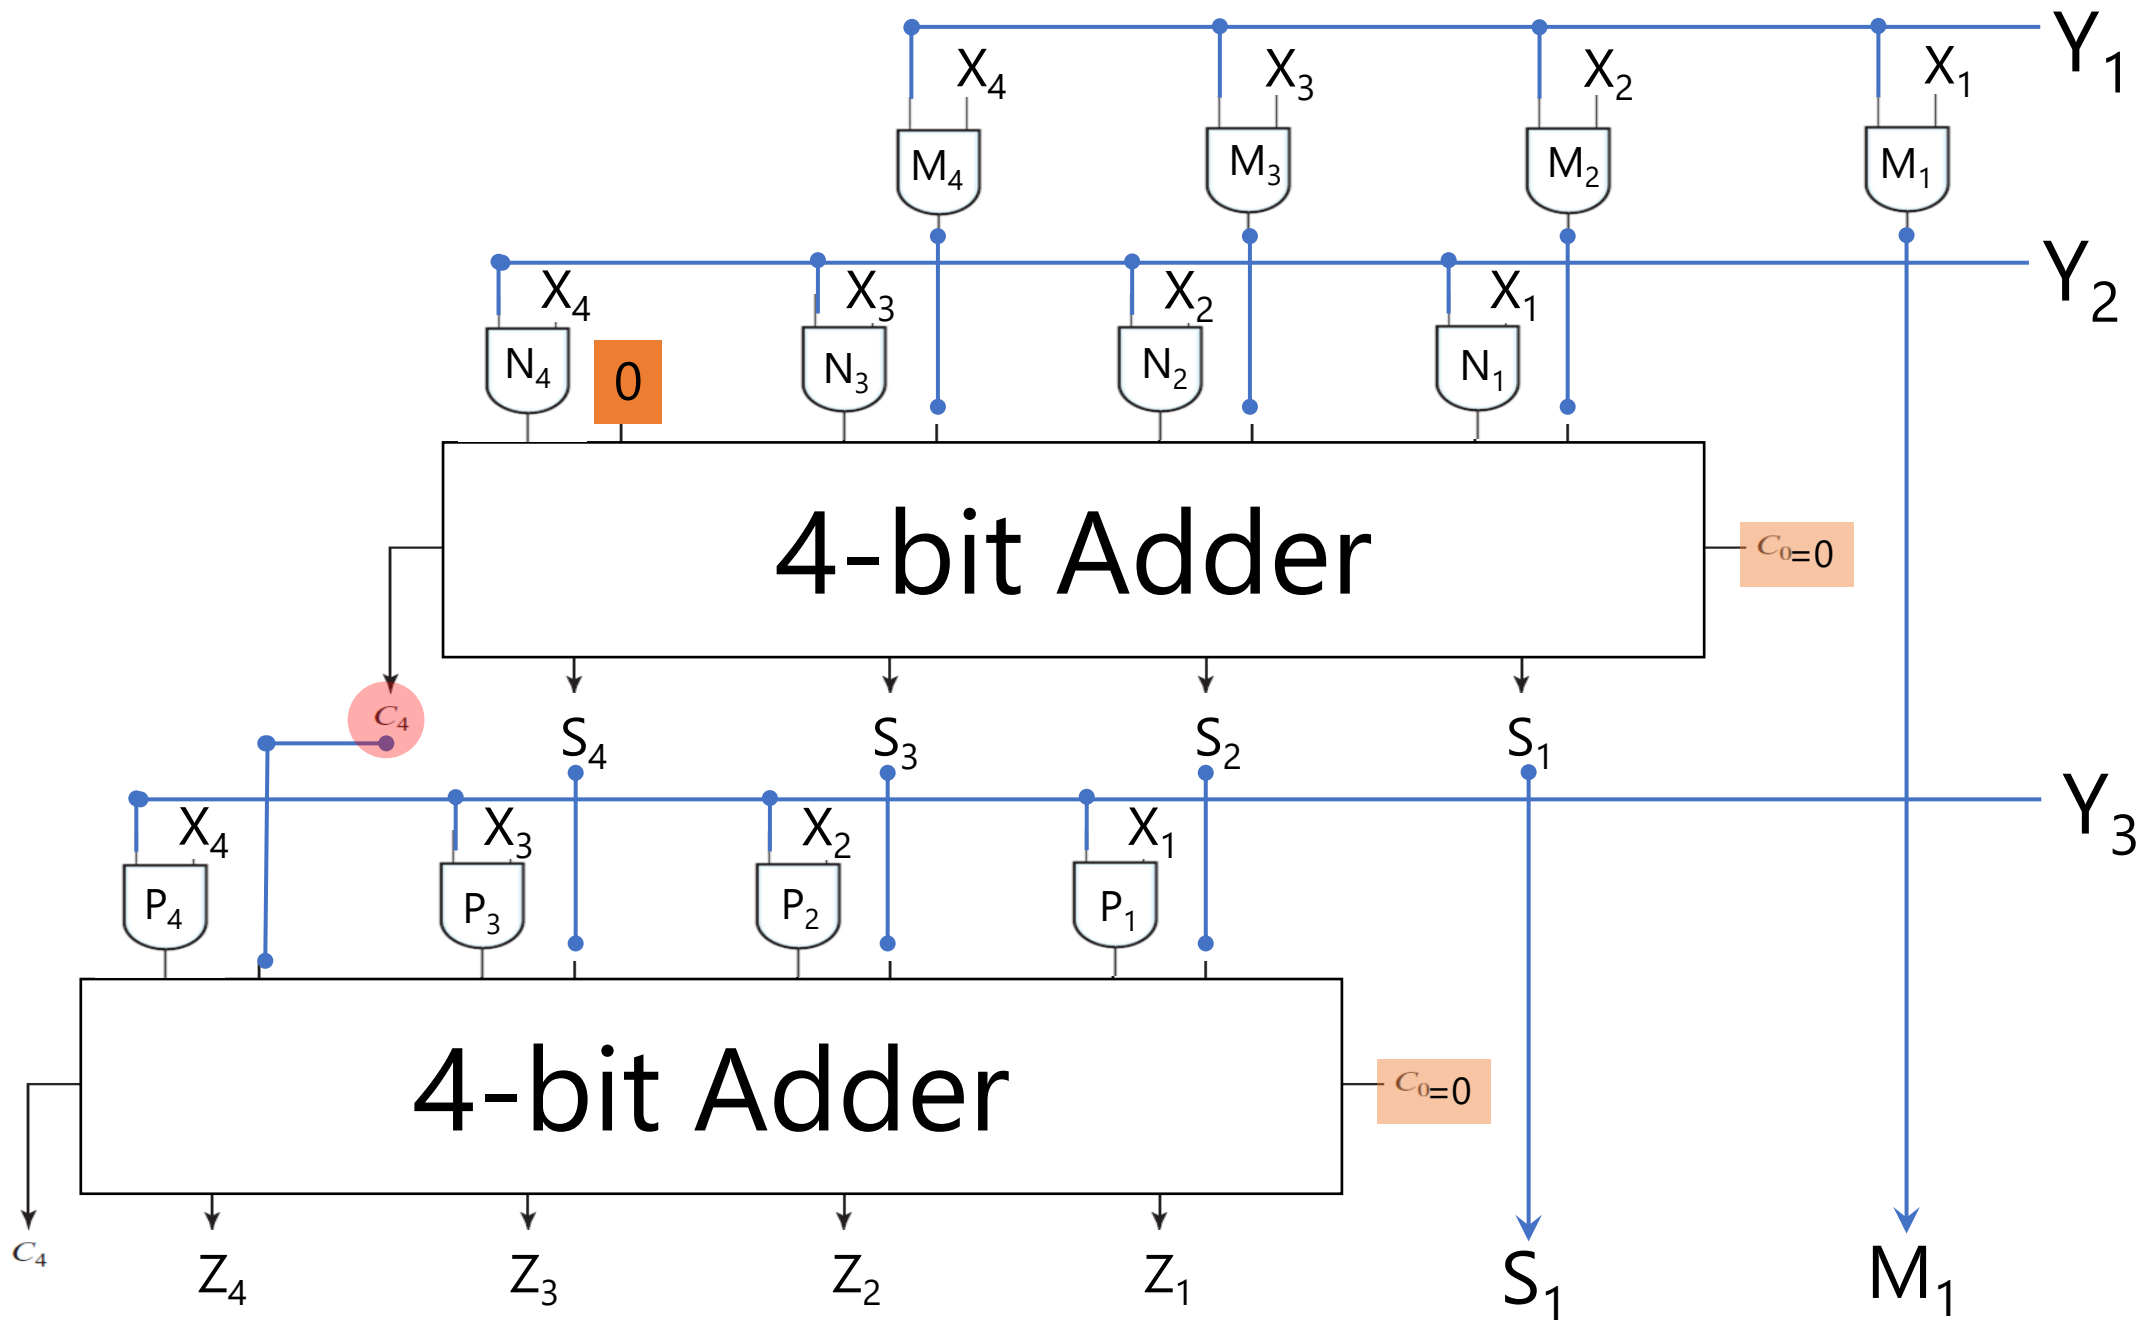 Y₁
X₄ X₃ X₂ X₁
M₄ M₃ M₂ M₁
Y₂
X₄ X₃ X₂ X₁
N₄ 0 N₃ N₂ N₁
4-bit Adder
C₀=0
C₄
S₄ S₃ S₂ S₁
Y₃
X₄ X₃ X₂ X₁
P₄ P₃ P₂ P₁
4-bit Adder
C₀=0
C₄
Z₄ Z₃ Z₂ Z₁ S₁ M₁